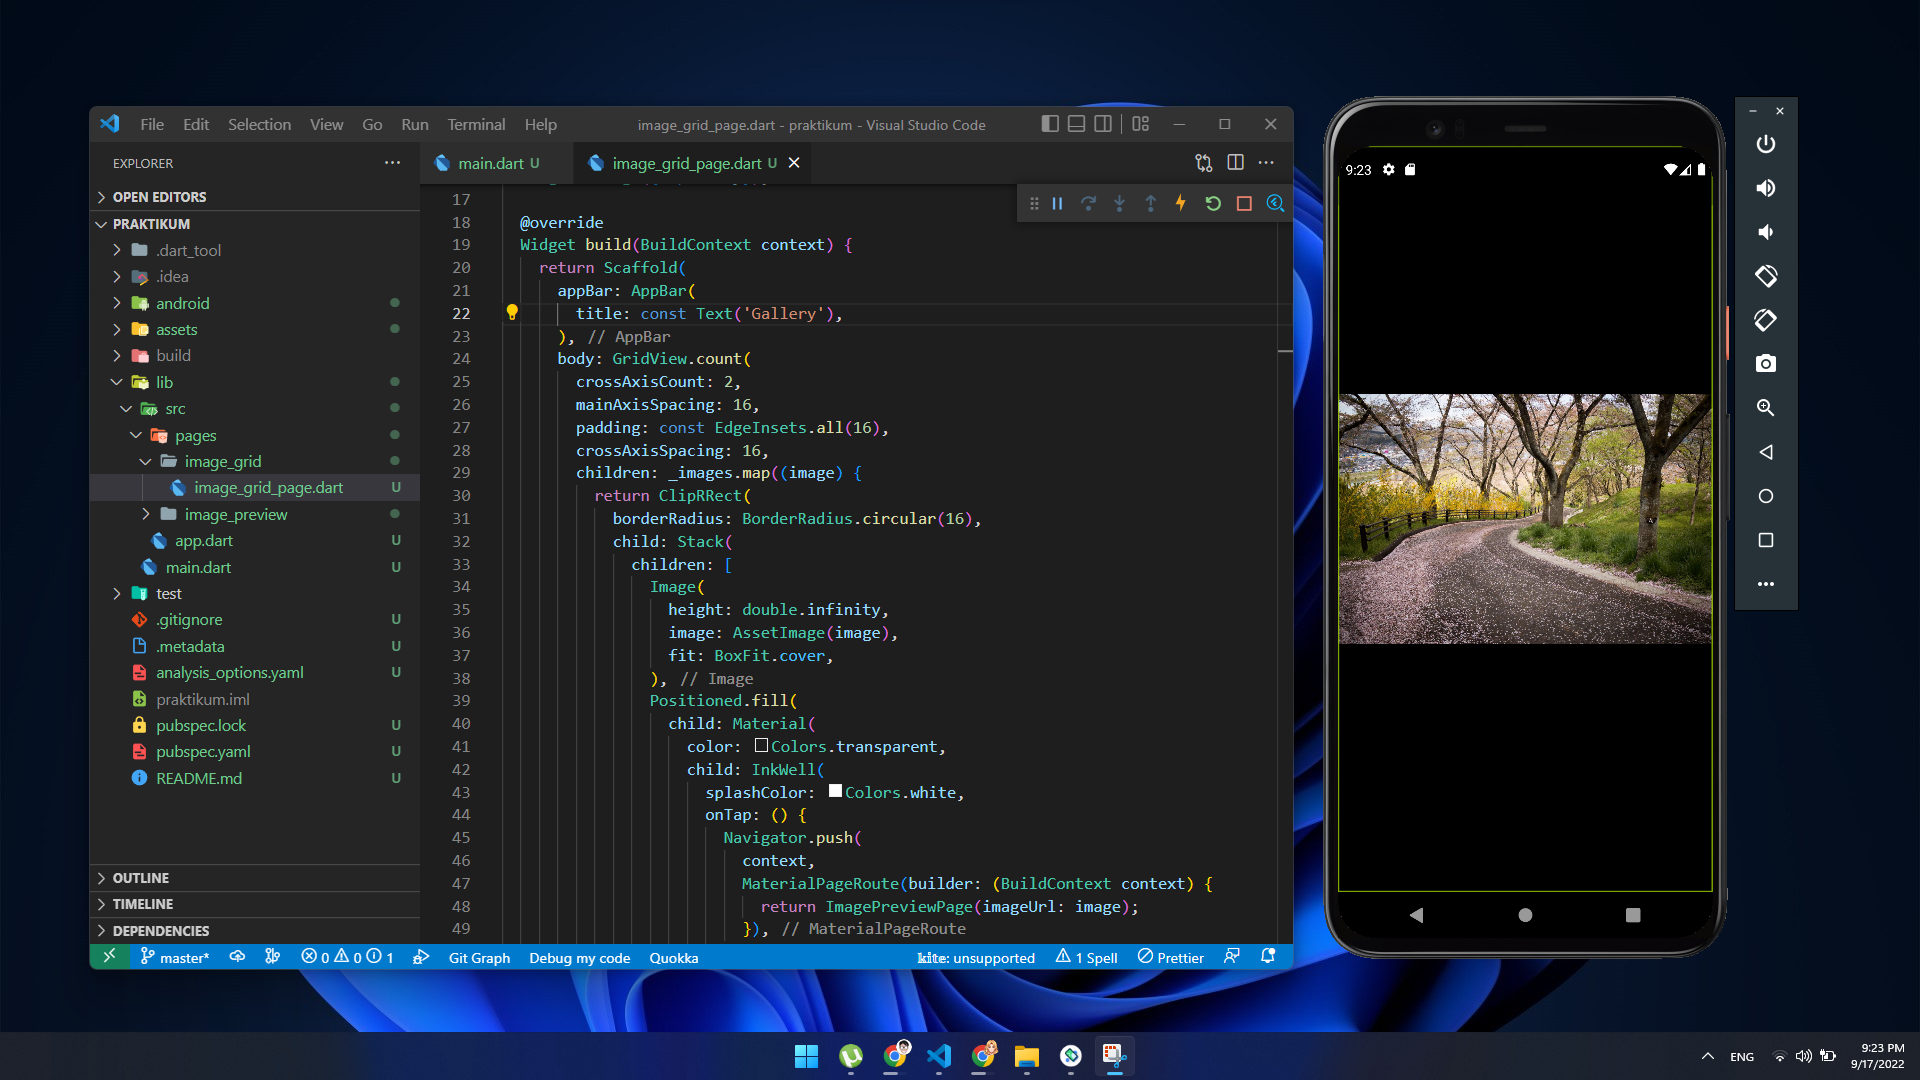 File Edit Selection View Go Run Terminal Help
image_grid_page.dart - praktikum - Visual Studio Code
EXPLORER
main.dart U
image_grid_page.dart U
OPEN EDITORS
PRAKTIKUM
.dart_tool
.idea
android
assets
build
lib
src
pages
image_grid
image_grid_page.dart U
image_preview
app.dart U
main.dart U
test
.gitignore U
.metadata U
analysis_options.yaml U
praktikum.iml
pubspec.lock U
pubspec.yaml U
README.md U
OUTLINE
TIMELINE
DEPENDENCIES
17
18 @override
19 Widget build(BuildContext context) {
20 return Scaffold(
21 appBar: AppBar(
22 title: const Text('Gallery'),
23 ), // AppBar
24 body: GridView.count(
25 crossAxisCount: 2,
26 mainAxisSpacing: 16,
27 padding: const EdgeInsets.all(16),
28 crossAxisSpacing: 16,
29 children: _images.map((image) {
30 return ClipRRect(
31 borderRadius: BorderRadius.circular(16),
32 child: Stack(
33 children: [
34 Image(
35 height: double.infinity,
36 image: AssetImage(image),
37 fit: BoxFit.cover,
38 ), // Image
39 Positioned.fill(
40 child: Material(
41 color: Colors.transparent,
42 child: InkWell(
43 splashColor: Colors.white,
44 onTap: () {
45 Navigator.push(
46 context,
47 MaterialPageRoute(builder: (BuildContext context) {
48 return ImagePreviewPage(imageUrl: image);
49 }), // MaterialPageRoute
master* 0 0 1 Git Graph Debug my code Quokka kite: unsupported 1 Spell Prettier
9:23
ENG
9:23 PM
9/17/2022